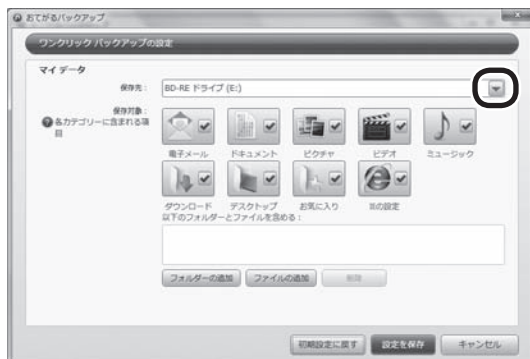 おてがるバックアップ
ワンクリック バックアップの設定
マイ データ
保存先：
BD-RE ドライブ (E:)
保存対象：
各カテゴリーに含まれる項
目
電子メール
ドキュメント
ピクチャ
ビデオ
ミュージック
ダウンロード
デスクトップ
お気に入り
IEの設定
以下のフォルダーとファイルを含める：
フォルダーの追加
ファイルの追加
削除
初期設定に戻す
設定を保存
キャンセル